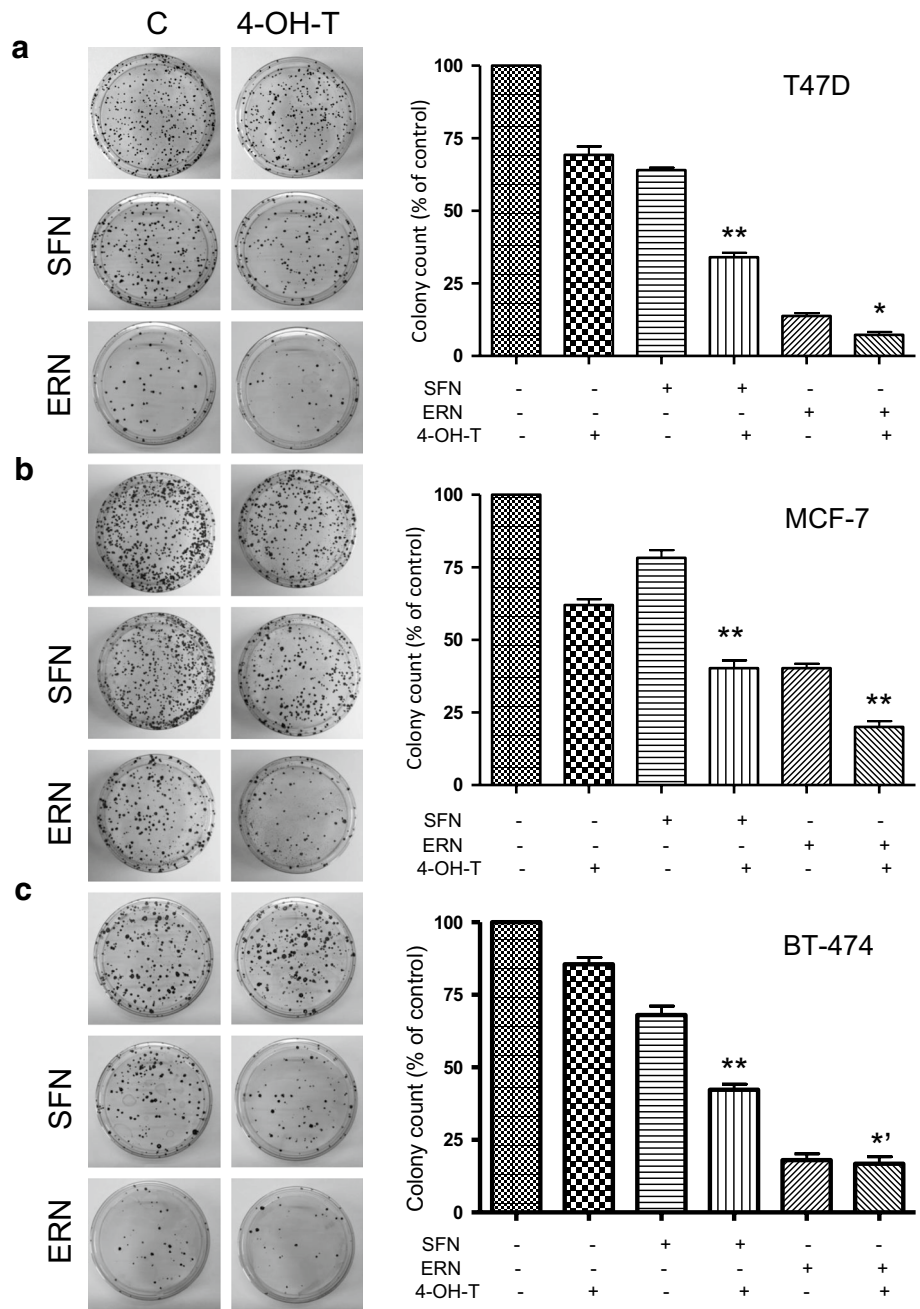 C 4-OH-T
a
SFN
ERN
Colony count (% of control)
100
75
50
25
0
T47D
**
*
SFN - - + + - -
ERN - - - - + +
4-OH-T - + - + - +
b
SFN
ERN
Colony count (% of control)
100
75
50
25
0
MCF-7
**
**
SFN - - + + - -
ERN - - - - + +
4-OH-T - + - + - +
c
SFN
ERN
Colony count (% of control)
100
75
50
25
0
BT-474
**
*’
SFN - - + + - -
ERN - - - - + +
4-OH-T - + - + - +